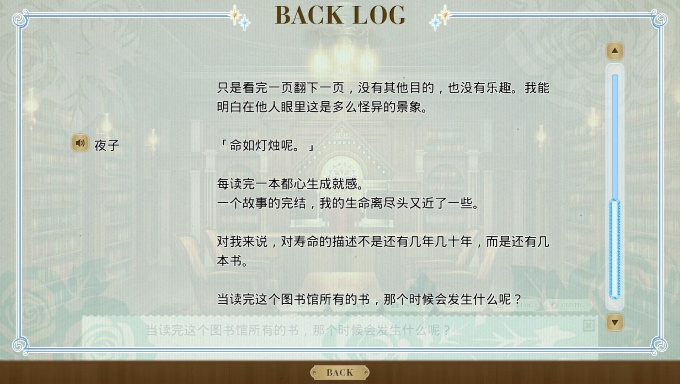 BACK LOG
只是看完一页翻下一页，没有其他目的，也没有乐趣。我能
明白在他人眼里这是多么怪异的景象。
夜子
「命如灯烛呢。」
每读完一本都心生成就感。
一个故事的完结，我的生命离尽头又近了一些。
对我来说，对寿命的描述不是还有几年几十年，而是还有几
本书。
当读完这个图书馆所有的书，那个时候会发生什么呢？
当读完这个图书馆所有的书，那个时候会发生什么呢？
BACK